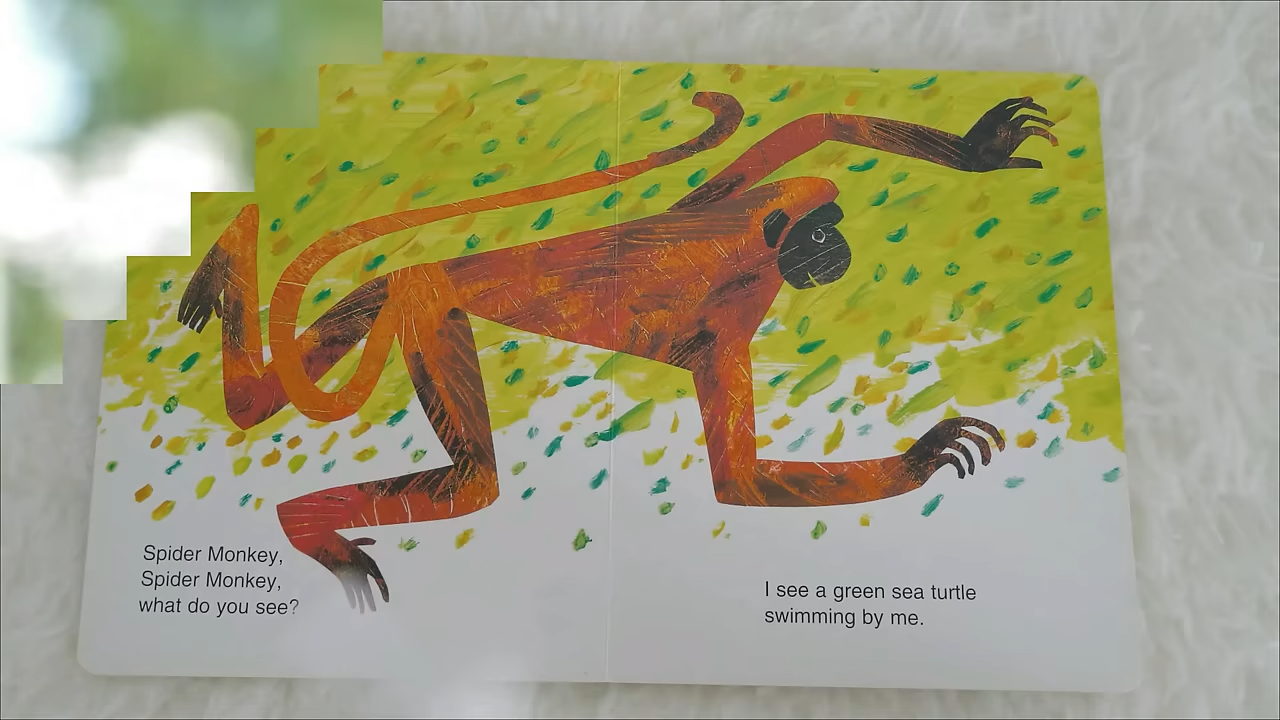 Spider Monkey,
Spider Monkey,
what do you see?
I see a green sea turtle
swimming by me.